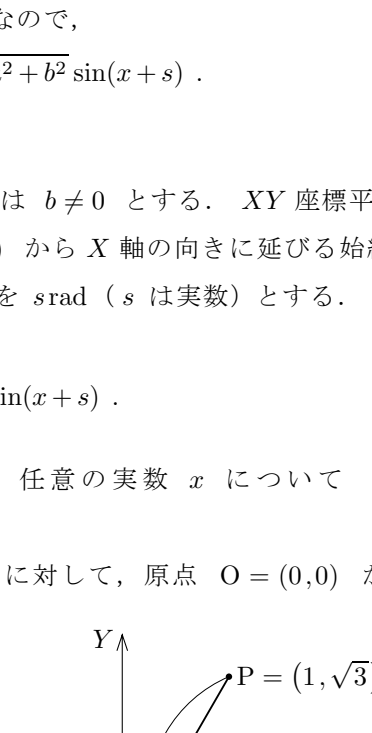 なので,
√a² + b² sin(x + s) .
は b ≠ 0 とする. XY 座標平
) から X 軸の向きに延びる始
を s rad ( s は実数) とする.
in(x + s) .
任意の実数 x について
に対して, 原点 O = (0,0)
Y
P = (1, √3)